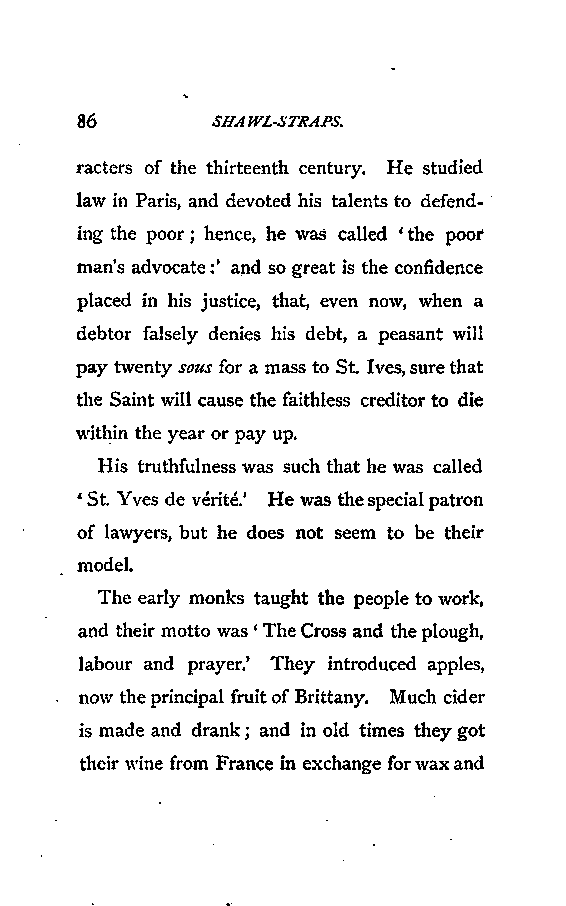 86 SHAWL-STRAPS.
racters of the thirteenth century. He studied
law in Paris, and devoted his talents to defend-
ing the poor; hence, he was called ‘the poor
man's advocate:’ and so great is the confidence
placed in his justice, that, even now, when a
debtor falsely denies his debt, a peasant will
pay twenty sous for a mass to St. Ives, sure that
the Saint will cause the faithless creditor to die
within the year or pay up.
His truthfulness was such that he was called
‘St. Yves de vérité.’ He was the special patron
of lawyers, but he does not seem to be their
model.
The early monks taught the people to work,
and their motto was ‘The Cross and the plough,
labour and prayer.’ They introduced apples,
now the principal fruit of Brittany. Much cider
is made and drank; and in old times they got
their wine from France in exchange for wax and